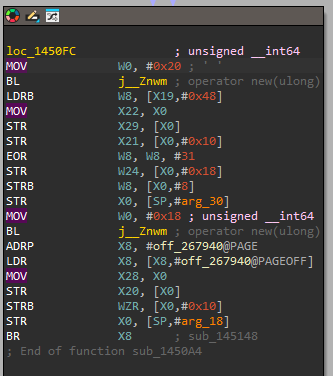 loc_1450FC ; unsigned __int64
MOV W0, #0x20 ; ' '
BL j__Znwm ; operator new(ulong)
LDRB W8, [X19,#0x48]
MOV X22, X0
STR X29, [X0]
STR X21, [X0,#0x10]
EOR W8, W8, #31
STR W24, [X0,#0x18]
STRB W8, [X0,#8]
STR X0, [SP,#arg_30]
MOV W0, #0x18 ; unsigned __int64
BL j__Znwm ; operator new(ulong)
ADRP X8, #off_267940@PAGE
LDR X8, [X8,#off_267940@PAGEOFF]
MOV X28, X0
STR X20, [X0]
STRB WZR, [X0,#0x10]
STR X0, [SP,#arg_18]
BR X8 ; sub_145148
; End of function sub_1450A4